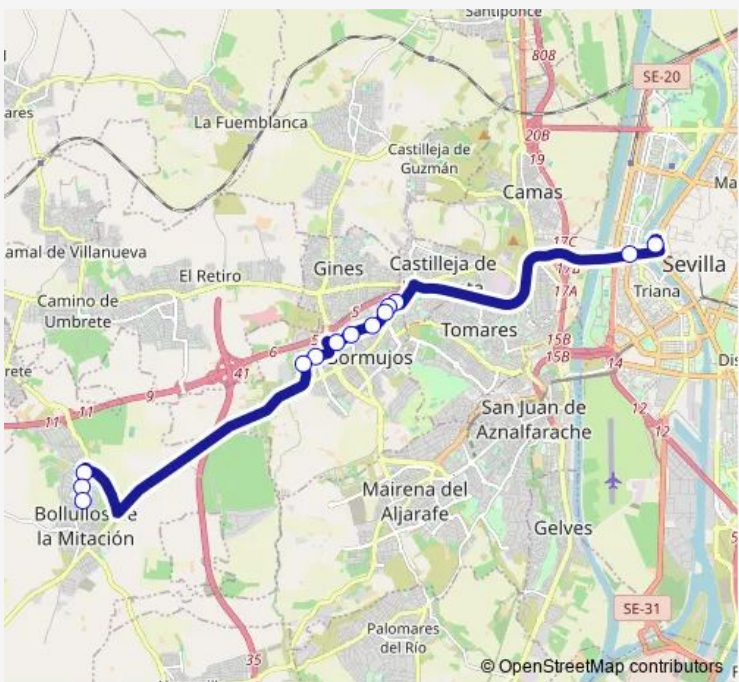 Santiponce
808
SE-20
ares
La Fuemblanca
20B
19
Castilleja de
Guzmán
Camas
Ma
17C
amal de Villanueva
El Retiro
Gines
Castilleja de
17B
Sevilla
17A
Triana
Camino de
Umbrete
5
Tomares
5
6
Bormujos
15B
15B
14
Dis
rete
41
9
11
11
San Juan de
Aznalfarache
12
12
Mairena del
Aljarafe
Bollullos de
la Mitación
Gelves
SE-31
Palomares
del Río
35
© OpenStreetMap contributors